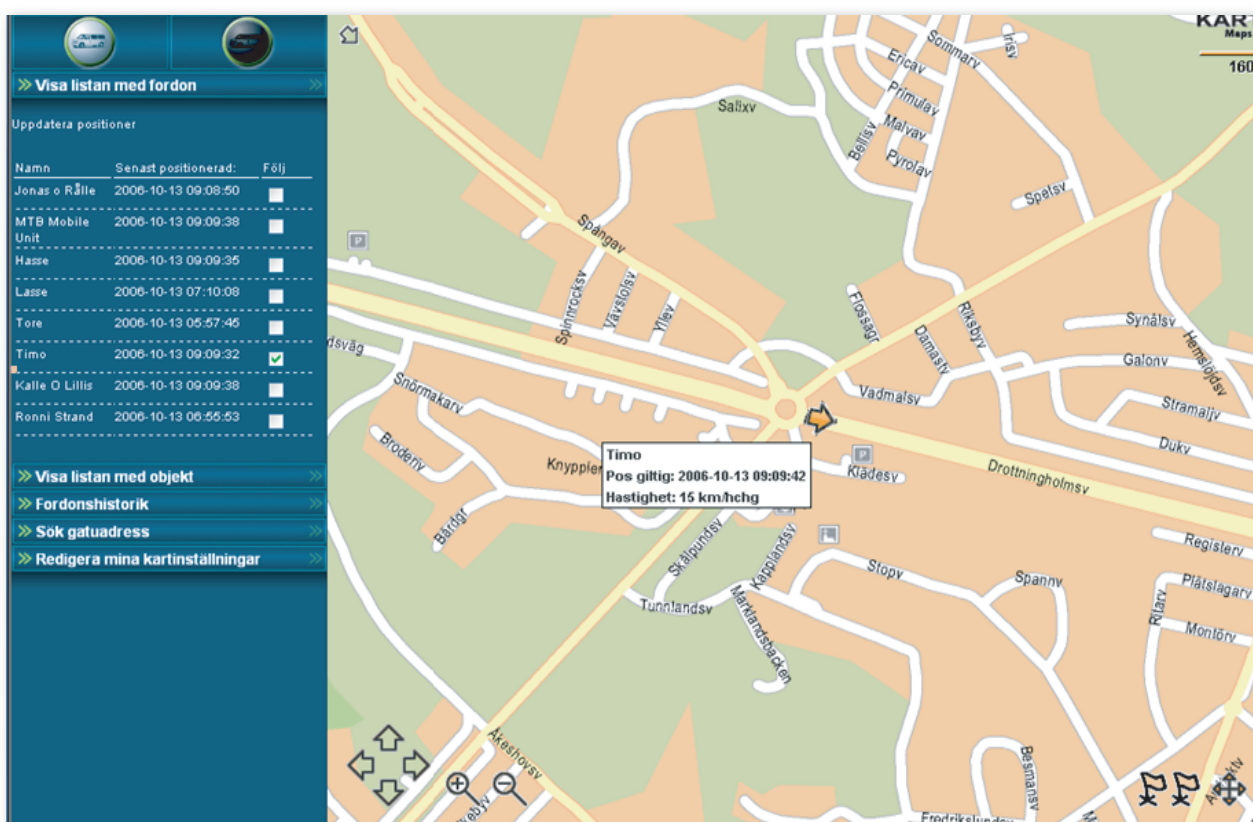 Visa listan med fordon
Uppdatera positioner
Namn Senast positionerad: Följ
Jonas o Rålle 2006-10-13 09:08:50
MTB Mobile 2006-10-13 09:09:38
Unit
Hasse 2006-10-13 09:09:35
Lasse 2006-10-13 07:10:08
Tore 2006-10-13 05:57:45
Timo 2006-10-13 09:09:32
Kalle O Lillis 2006-10-13 09:09:38
Ronni Strand 2006-10-13 06:55:53
Visa listan med objekt
Fordonshistorik
Sök gatuadress
Redigera mina kartinställningar
KART
Maps
160
Sommarv
Irisv
Ericav
Primulav
Salixv
Malvav
Bellisv
Pyrolav
Spelsv
Spångav
P
Spinnrocksv
Vävstolsv
Yllev
Flossagr
Riksbyv
Damastv
Synålsv
Hemslöjdsv
Galonv
dsväg
Vadmalsv
Snörmakarv
Stramaljv
Dukv
Broderiv
Knyppler
Timo
Pos giltig: 2006-10-13 09:09:42
Hastighet: 15 km/hchg
P
Klädesv
Drottningholmsv
Bårdgr
Skålpundsv
Kapplandsv
Registerv
Stopv
Spannv
Plåtslagarv
Ritarv
Tunnlandsv
Marklandsbacken
Montörv
Åkeshovsv
Besmansv
Fredrikslundsv